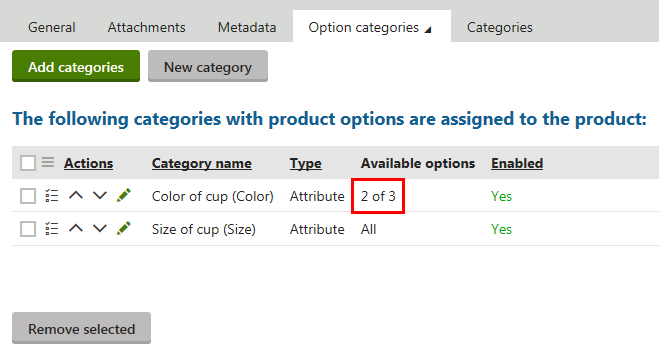 General Attachments Metadata Option categories Categories
Add categories New category
The following categories with product options are assigned to the product:
Actions Category name Type Available options Enabled
Color of cup (Color) Attribute 2 of 3 Yes
Size of cup (Size) Attribute All Yes
Remove selected